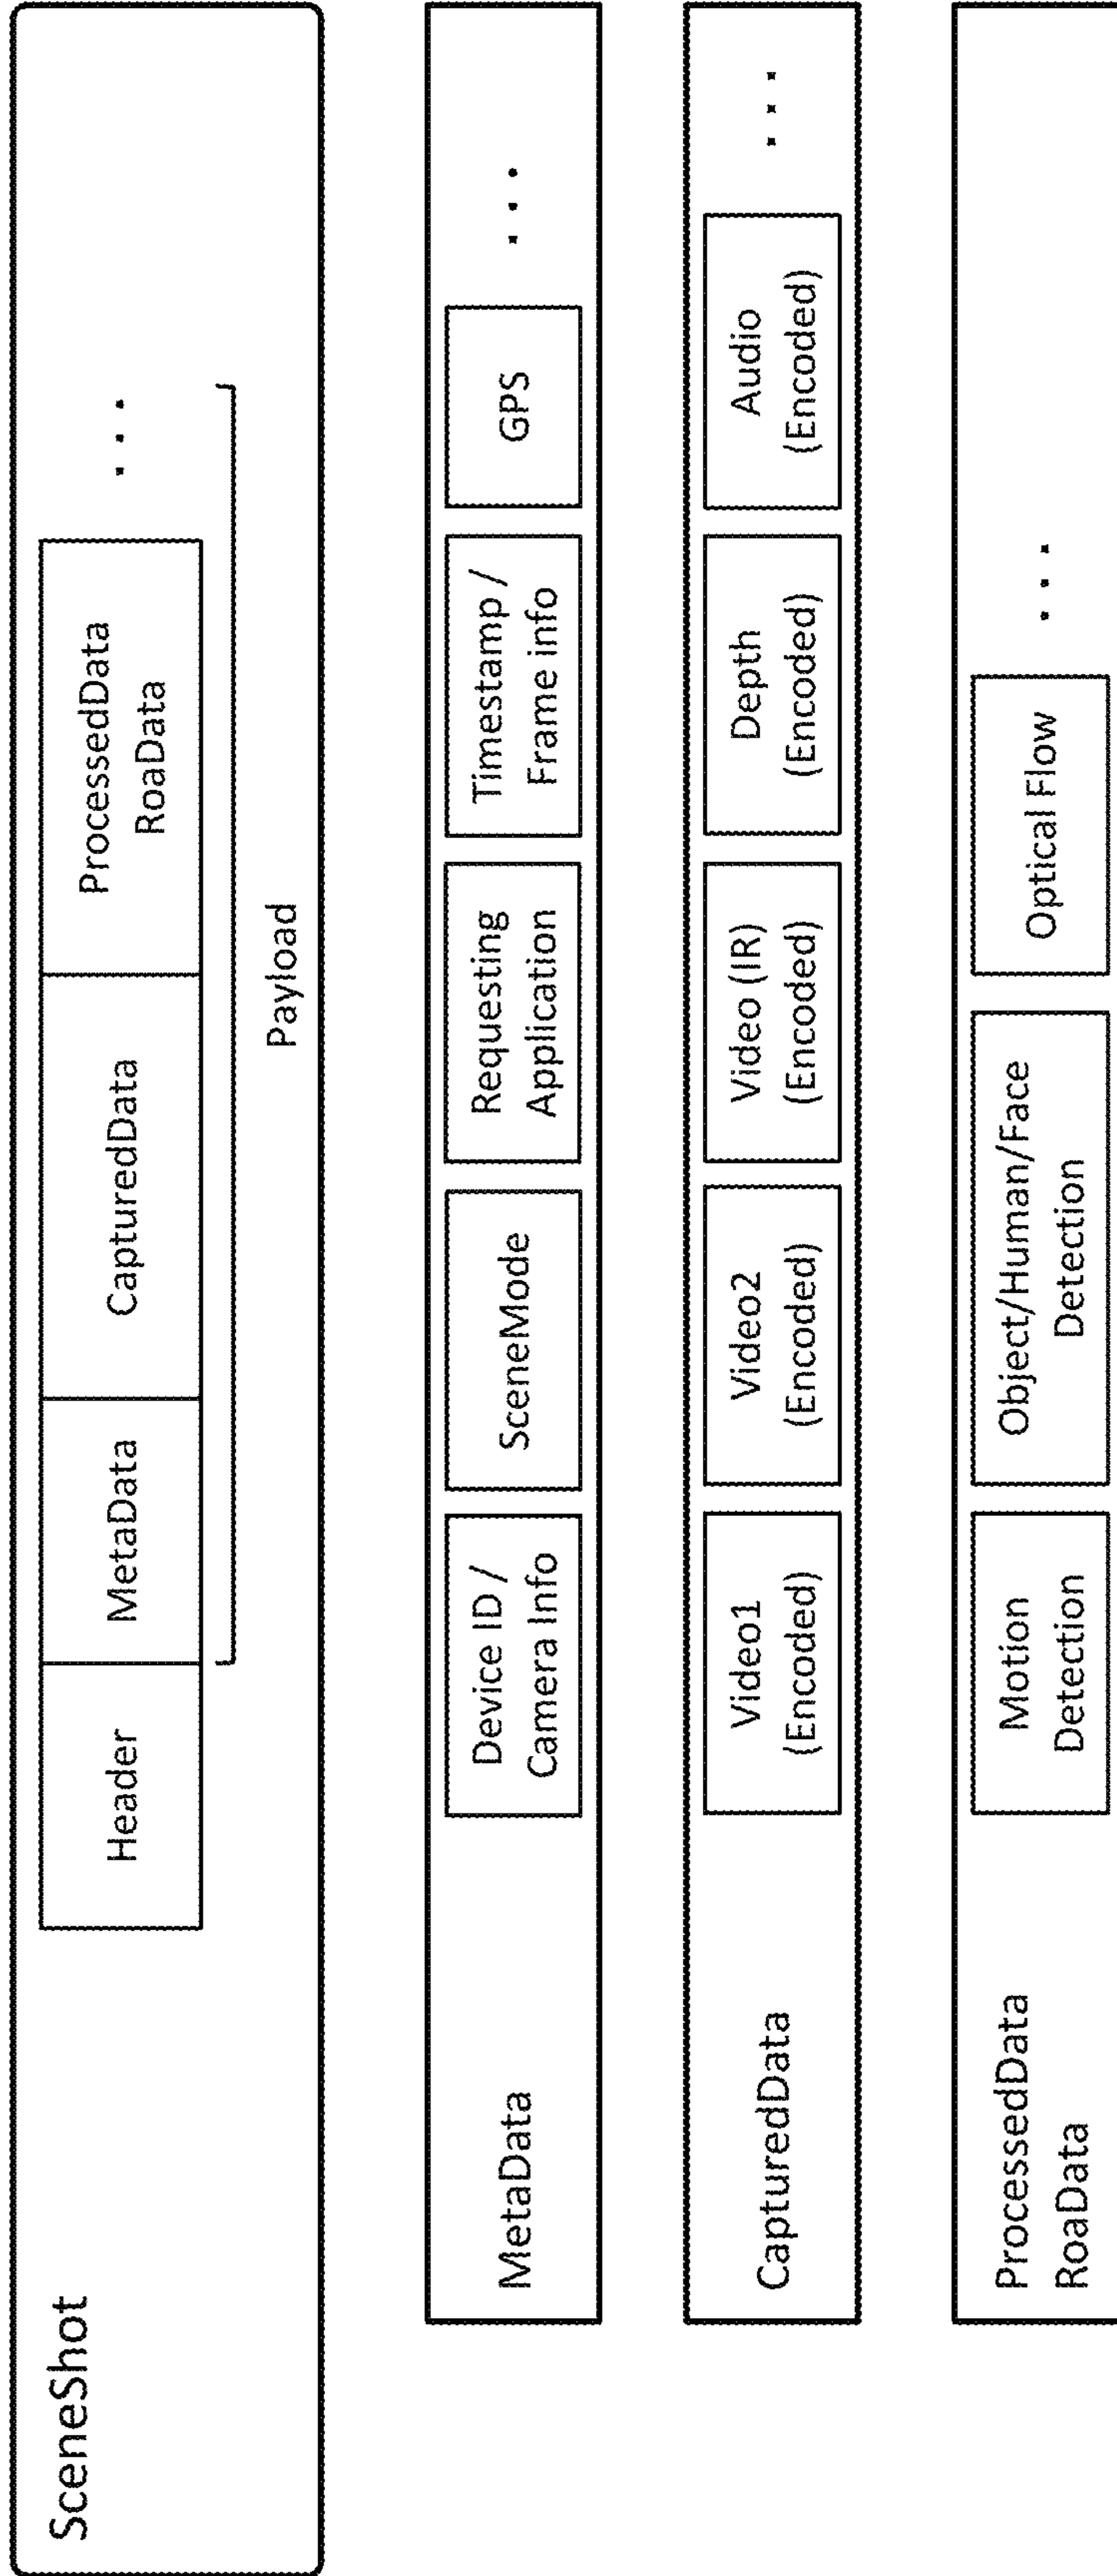 SceneShot
Header
MetaData
CapturedData
ProcessedData
RoaData
...
Payload
MetaData
Device ID /
Camera Info
SceneMode
Requesting
Application
Timestamp /
Frame info
GPS
...
CapturedData
Video1
(Encoded)
Video2
(Encoded)
Video (IR)
(Encoded)
Depth
(Encoded)
Audio
(Encoded)
...
ProcessedData
RoaData
Motion
Detection
Object/Human/Face
Detection
Optical Flow
...